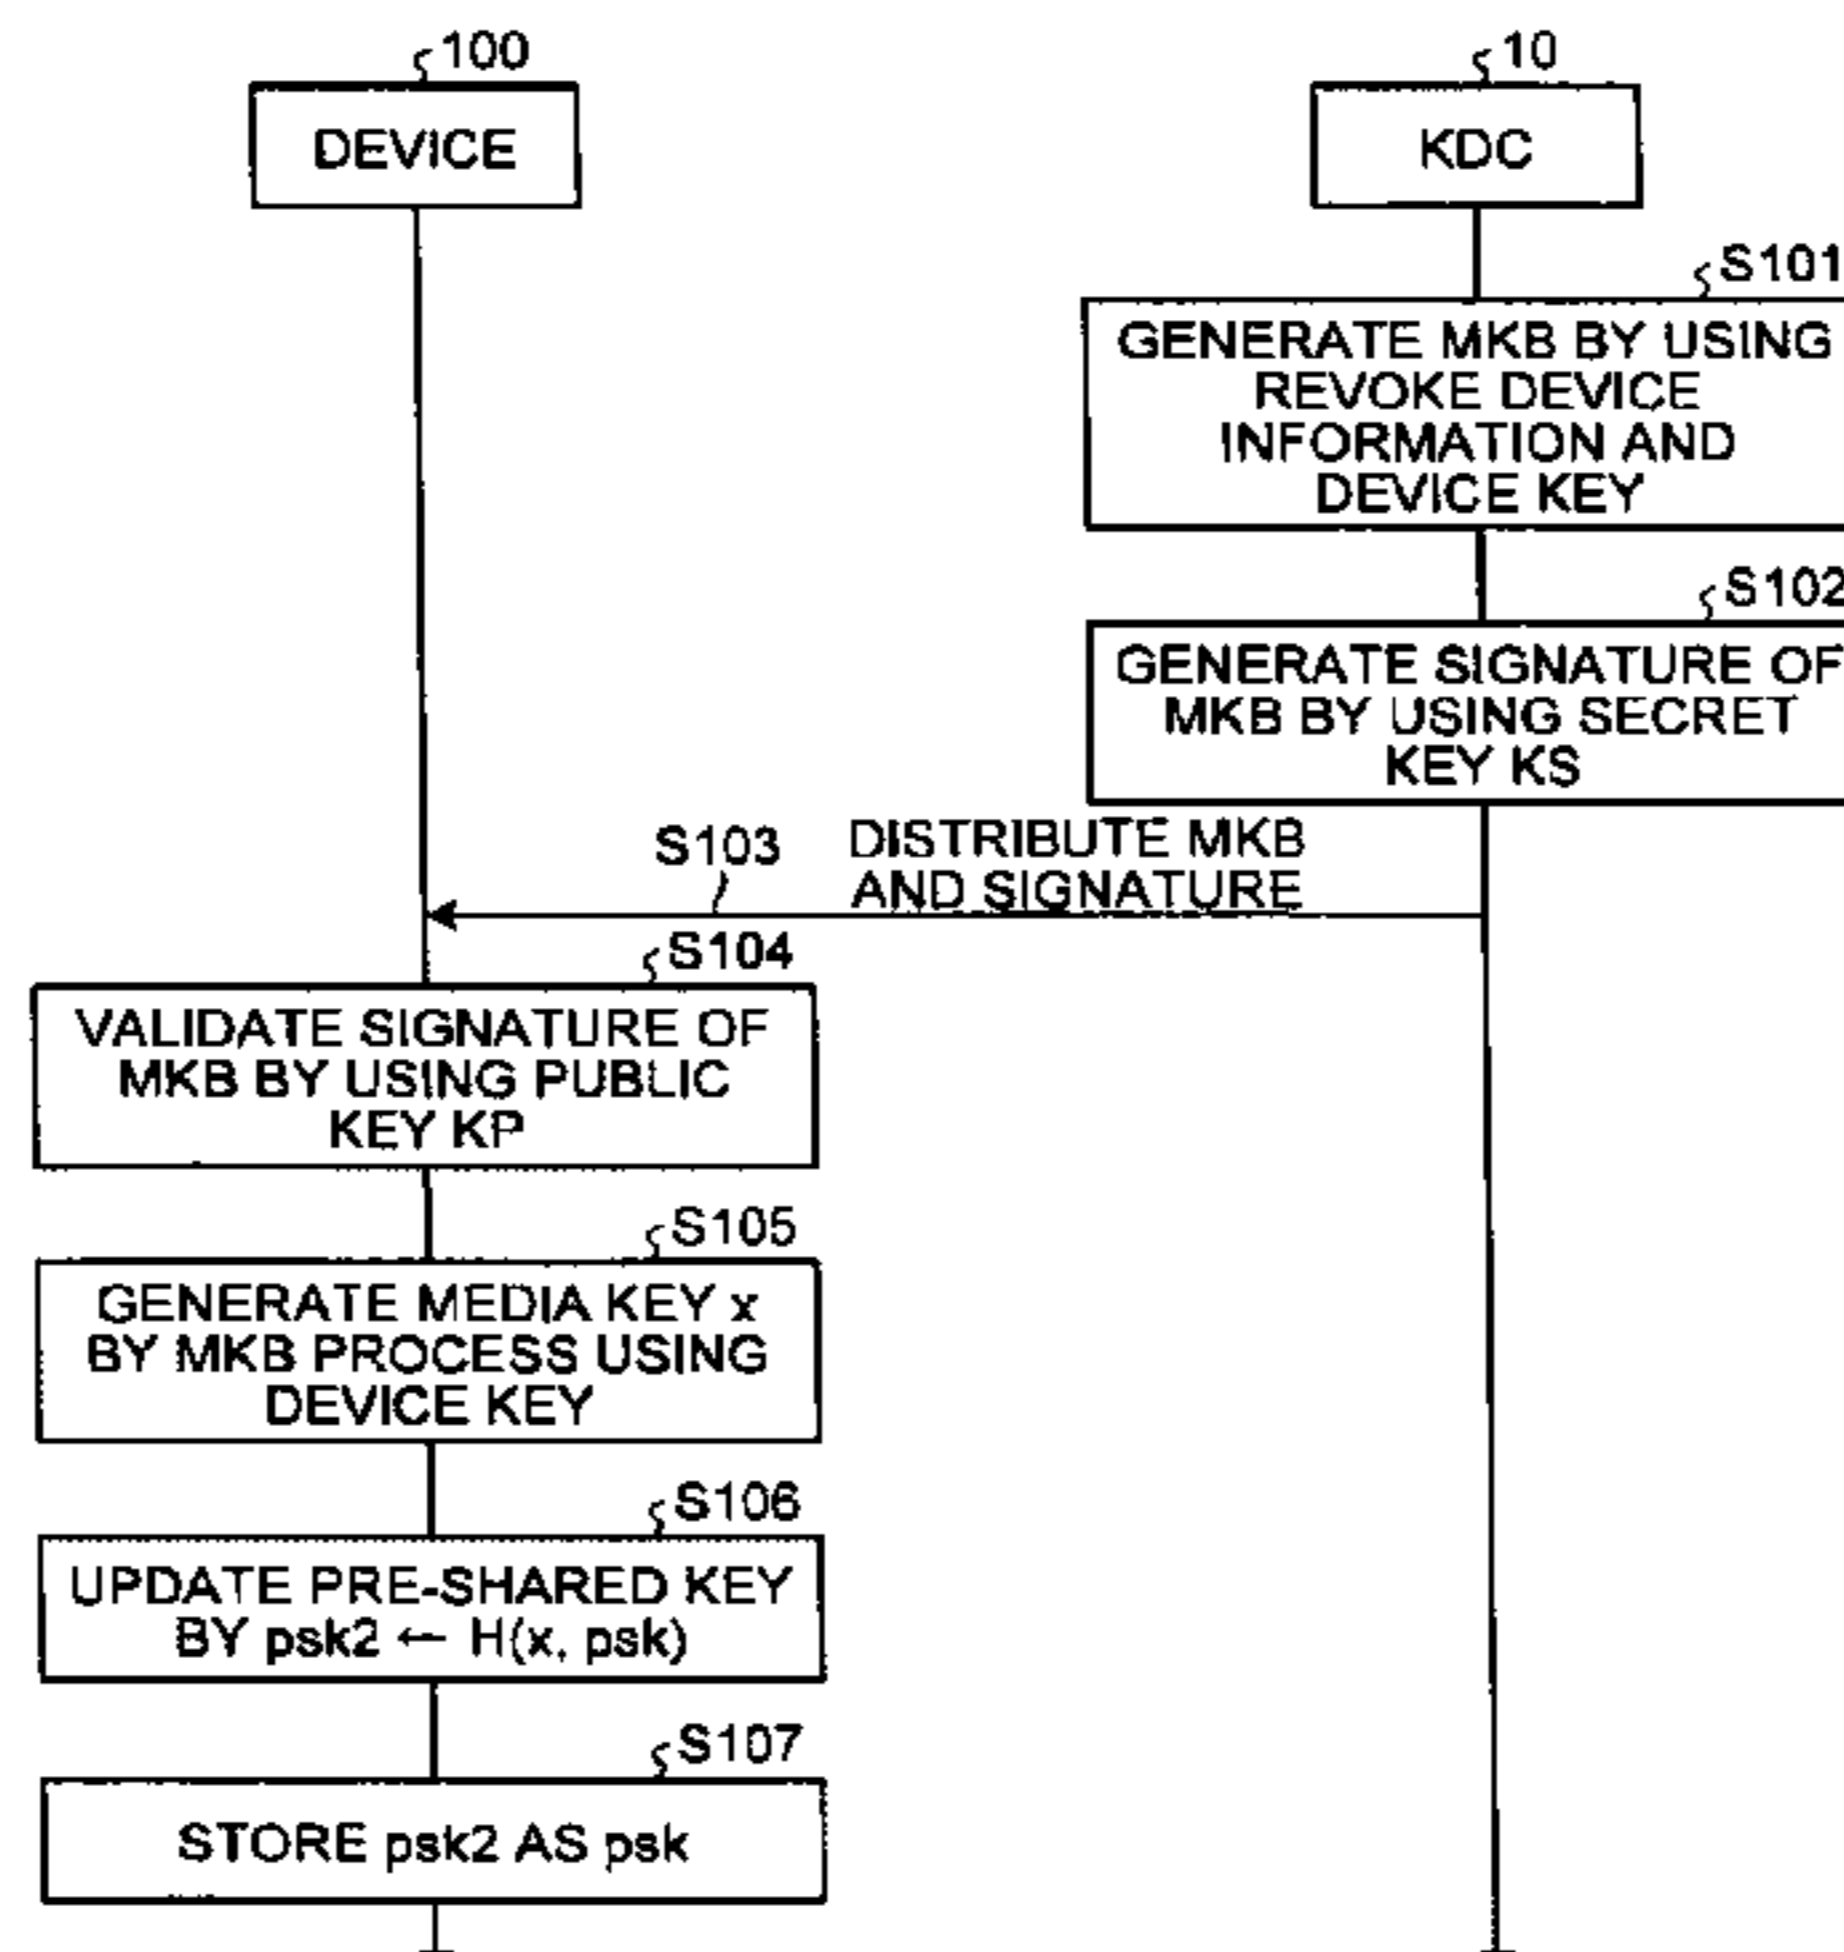 100
DEVICE
10
KDC
S101
GENERATE MKB BY USING
REVOKE DEVICE
INFORMATION AND
DEVICE KEY
S102
GENERATE SIGNATURE OF
MKB BY USING SECRET
KEY KS
S103
DISTRIBUTE MKB
AND SIGNATURE
S104
VALIDATE SIGNATURE OF
MKB BY USING PUBLIC
KEY KP
S105
GENERATE MEDIA KEY x
BY MKB PROCESS USING
DEVICE KEY
S106
UPDATE PRE-SHARED KEY
BY psk2 ← H(x, psk)
S107
STORE psk2 AS psk